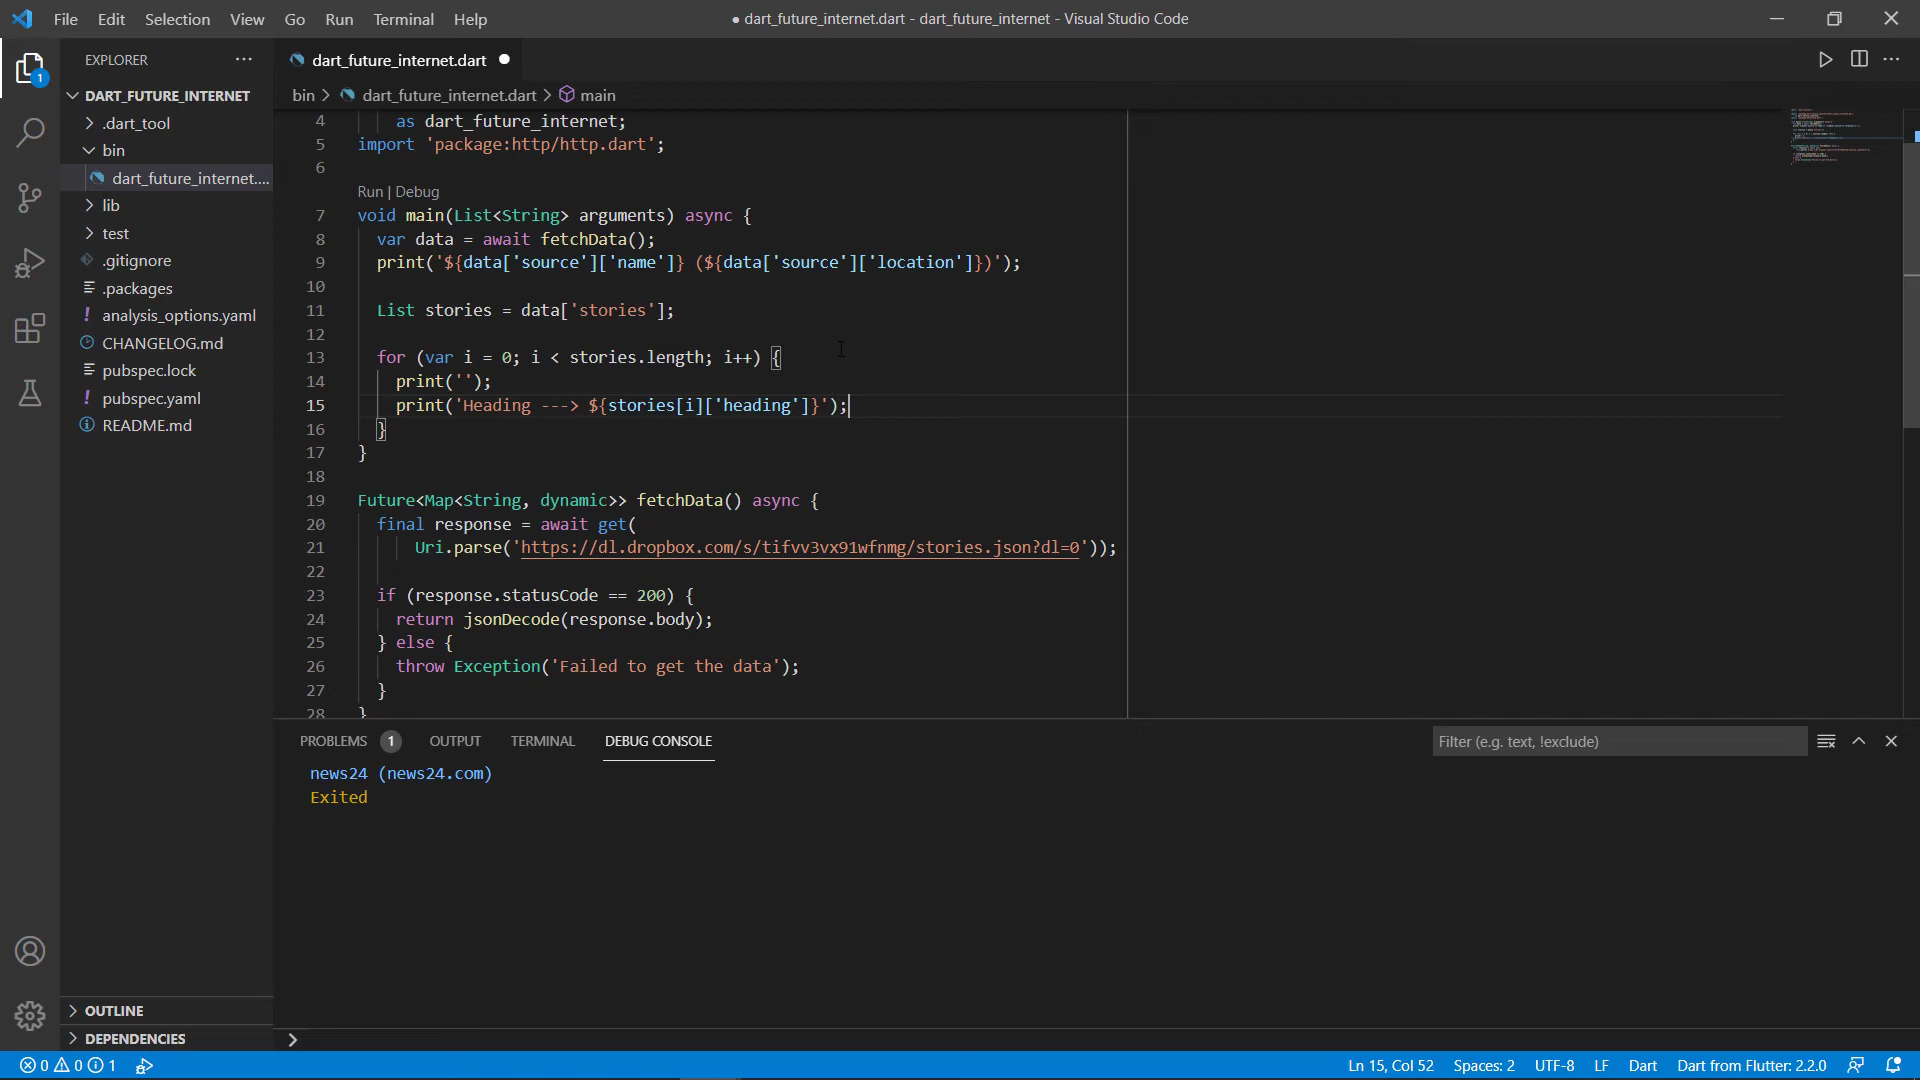 File Edit Selection View Go Run Terminal Help
● dart_future_internet.dart - dart_future_internet - Visual Studio Code
1
EXPLORER
DART_FUTURE_INTERNET
.dart_tool
bin
dart_future_internet....
lib
test
.gitignore
.packages
analysis_options.yaml
CHANGELOG.md
pubspec.lock
pubspec.yaml
README.md
OUTLINE
DEPENDENCIES
dart_future_internet.dart
bin > dart_future_internet.dart > main
4 as dart_future_internet;
5 import 'package:http/http.dart';
6
Run | Debug
7 void main(List<String> arguments) async {
8 var data = await fetchData();
9 print('${data['source']['name']} (${data['source']['location']})');
10
11 List stories = data['stories'];
12
13 for (var i = 0; i < stories.length; i++) {
14 print('');
15 print('Heading ---> ${stories[i]['heading']}');
16 }
17 }
18
19 Future<Map<String, dynamic>> fetchData() async {
20 final response = await get(
21 Uri.parse('https://dl.dropbox.com/s/tifvv3vx91wfnmg/stories.json?dl=0'));
22
23 if (response.statusCode == 200) {
24 return jsonDecode(response.body);
25 } else {
26 throw Exception('Failed to get the data');
27 }
28 }
PROBLEMS 1 OUTPUT TERMINAL DEBUG CONSOLE
Filter (e.g. text, !exclude)
news24 (news24.com)
Exited
0 0 1
Ln 15, Col 52 Spaces: 2 UTF-8 LF Dart Dart from Flutter: 2.2.0